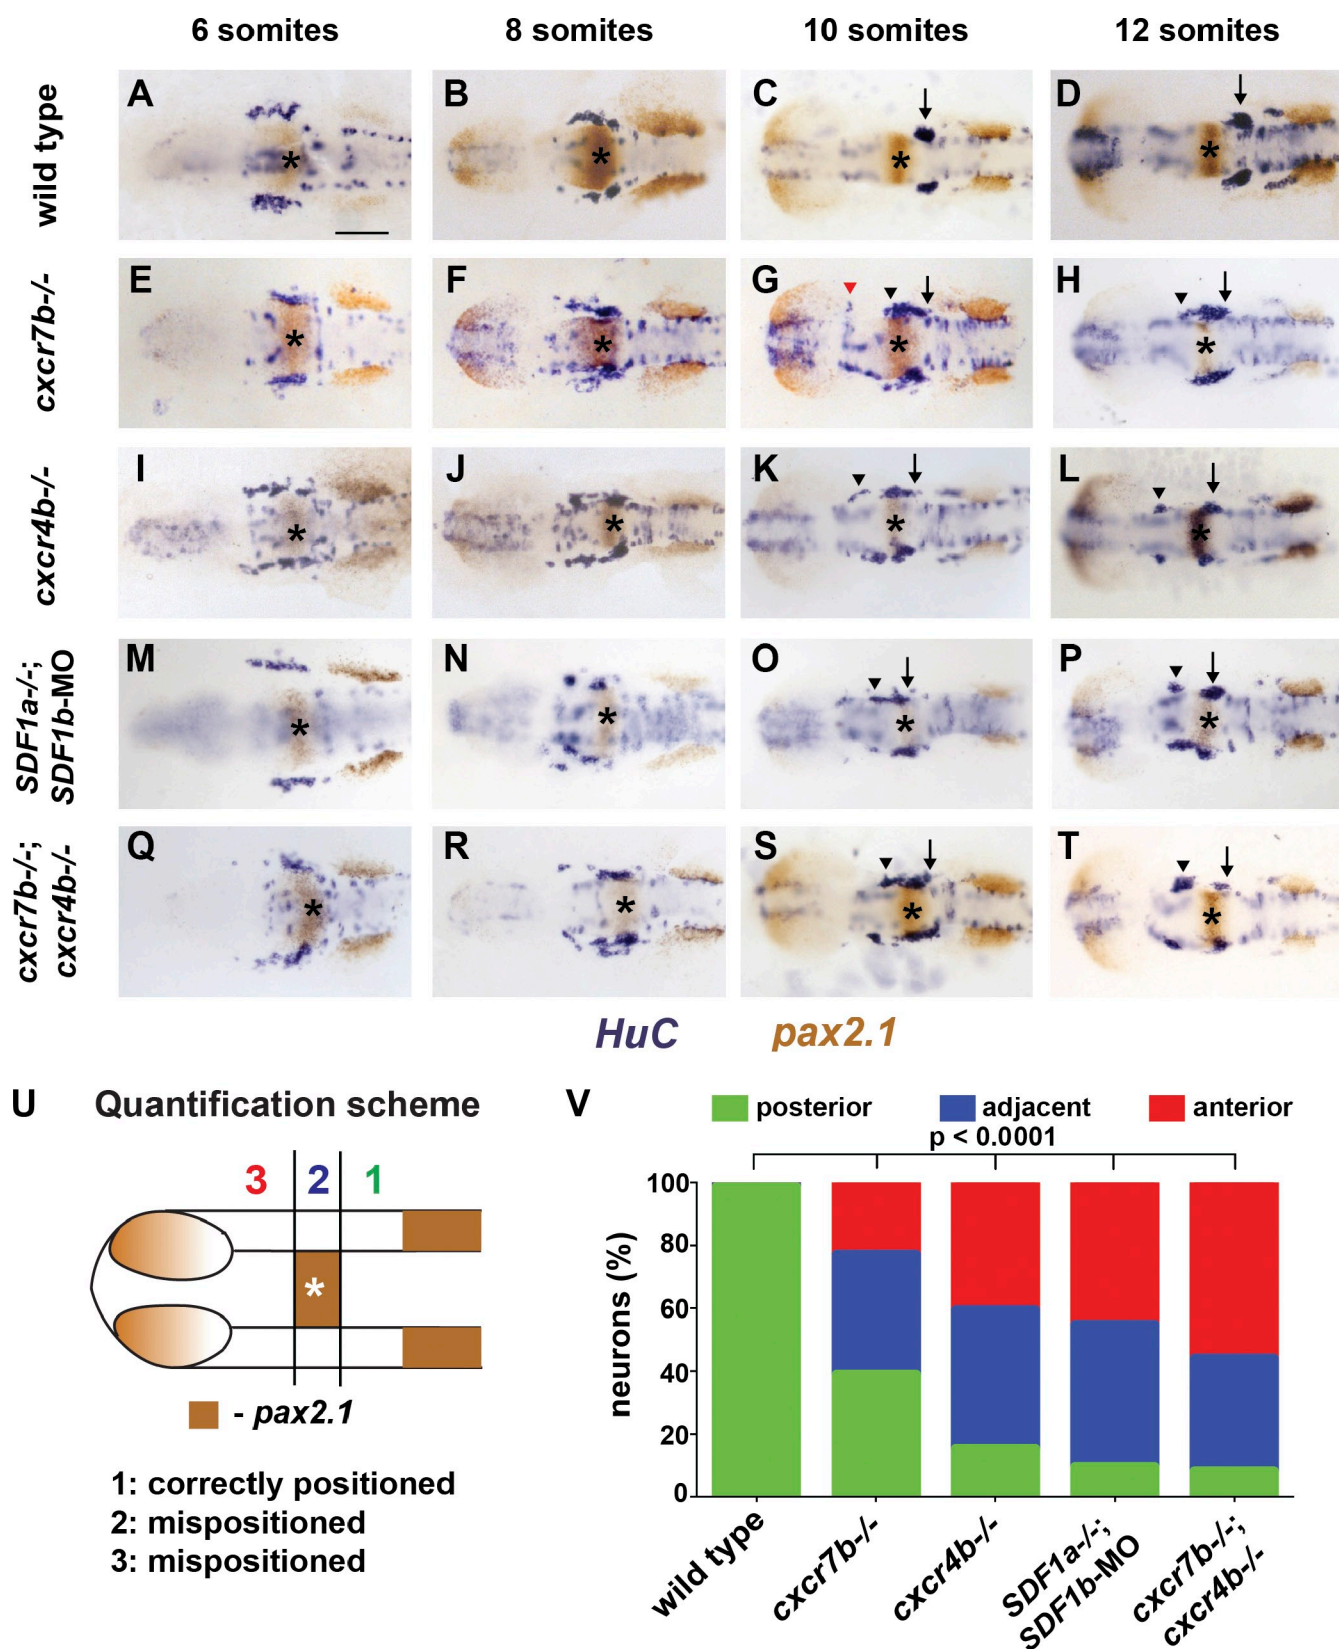 6 somites 8 somites 10 somites 12 somites
wild type
A B C D
* * * *
cxcr7b-/-
E F G H
* * * *
cxcr4b-/-
I J K L
* * * *
SDF1a-/-;
SDF1b-MO
M N O P
* * * *
cxcr7b-/-;
cxcr4b-/-
Q R S T
* * * *
HuC pax2.1
U Quantification scheme
3 2 1
*
- pax2.1
1: correctly positioned
2: mispositioned
3: mispositioned
V
posterior adjacent anterior
p < 0.0001
neurons (%)
100
80
60
40
20
0
wild type
cxcr7b-/-
cxcr4b-/-
SDF1a-/-;
SDF1b-MO
cxcr7b-/-;
cxcr4b-/-